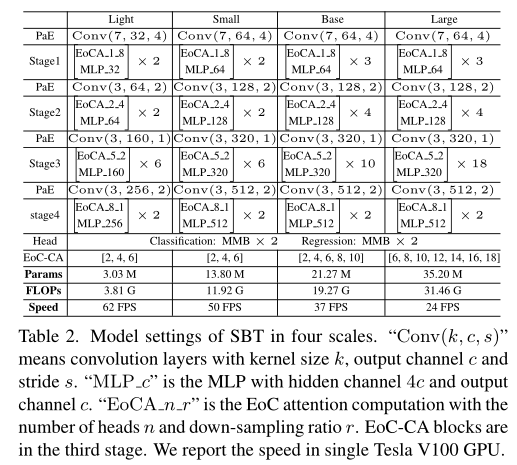 Light Small Base Large
PaE Conv(7, 32, 4) Conv(7, 64, 4) Conv(7, 64, 4) Conv(7, 64, 4)
Stage1 [EoCA_1_8 MLP_32] × 2 [EoCA_1_8 MLP_64] × 2 [EoCA_1_8 MLP_64] × 3 [EoCA_1_8 MLP_64] × 3
PaE Conv(3, 64, 2) Conv(3, 128, 2) Conv(3, 128, 2) Conv(3, 128, 2)
Stage2 [EoCA_2_4 MLP_64] × 2 [EoCA_2_4 MLP_128] × 2 [EoCA_2_4 MLP_128] × 4 [EoCA_2_4 MLP_128] × 4
PaE Conv(3, 160, 1) Conv(3, 320, 1) Conv(3, 320, 1) Conv(3, 320, 1)
Stage3 [EoCA_5_2 MLP_160] × 6 [EoCA_5_2 MLP_320] × 6 [EoCA_5_2 MLP_320] × 10 [EoCA_5_2 MLP_320] × 18
PaE Conv(3, 256, 2) Conv(3, 512, 2) Conv(3, 512, 2) Conv(3, 512, 2)
stage4 [EoCA_8_1 MLP_256] × 2 [EoCA_8_1 MLP_512] × 2 [EoCA_8_1 MLP_512] × 2 [EoCA_8_1 MLP_512] × 2
Head Classification: MMB × 2 Regression: MMB × 2
EoC-CA [2, 4, 6] [2, 4, 6] [2, 4, 6, 8, 10] [6, 8, 10, 12, 14, 16, 18]
Params 3.03 M 13.80 M 21.27 M 35.20 M
FLOPs 3.81 G 11.92 G 19.27 G 31.46 G
Speed 62 FPS 50 FPS 37 FPS 24 FPS
Table 2. Model settings of SBT in four scales. “Conv(k, c, s)”
means convolution layers with kernel size k, output channel c and
stride s. “MLP_c” is the MLP with hidden channel 4c and output
channel c. “EoCA_n_r” is the EoC attention computation with the
number of heads n and down-sampling ratio r. EoC-CA blocks are
in the third stage. We report the speed in single Tesla V100 GPU.